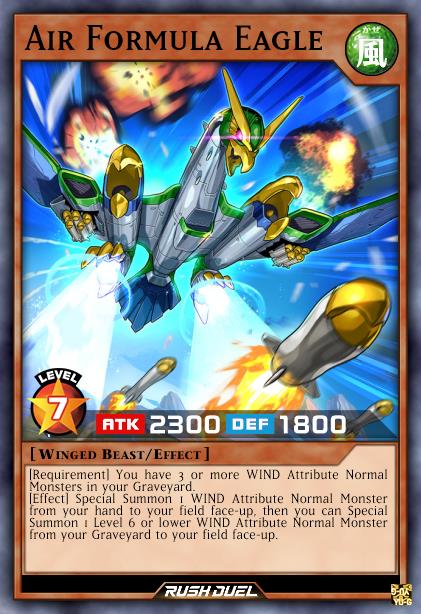 AIR FORMULA EAGLE
かぜ
風
LEVEL
7
ATK 2300 DEF 1800
[WINGED BEAST/EFFECT]
[Requirement] You have 3 or more WIND Attribute Normal
Monsters in your Graveyard.
[Effect] Special Summon 1 WIND Attribute Normal Monster
from your hand to your field face-up, then you can Special
Summon 1 Level 6 or lower WIND Attribute Normal Monster
from your Graveyard to your field face-up.
RUSH DUEL